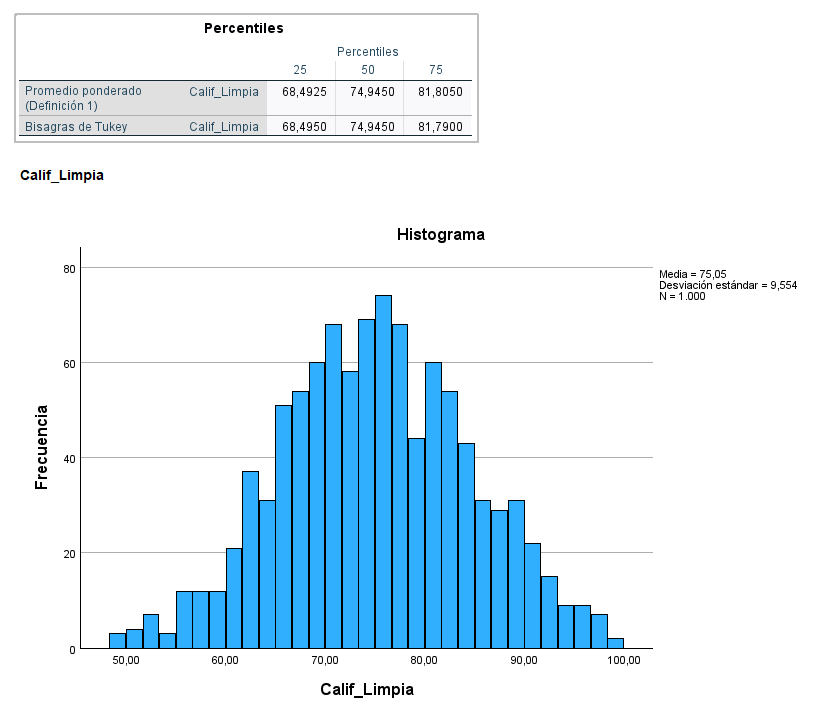 Percentiles
Percentiles
25 50 75
Promedio ponderado Calif_Limpia 68,4925 74,9450 81,8050
(Definición 1)
Bisagras de Tukey Calif_Limpia 68,4950 74,9450 81,7900
Calif_Limpia
Histograma
Media = 75,05
Desviación estándar = 9,554
N = 1.000
80
60
40
20
0
Frecuencia
50,00 60,00 70,00 80,00 90,00 100,00
Calif_Limpia